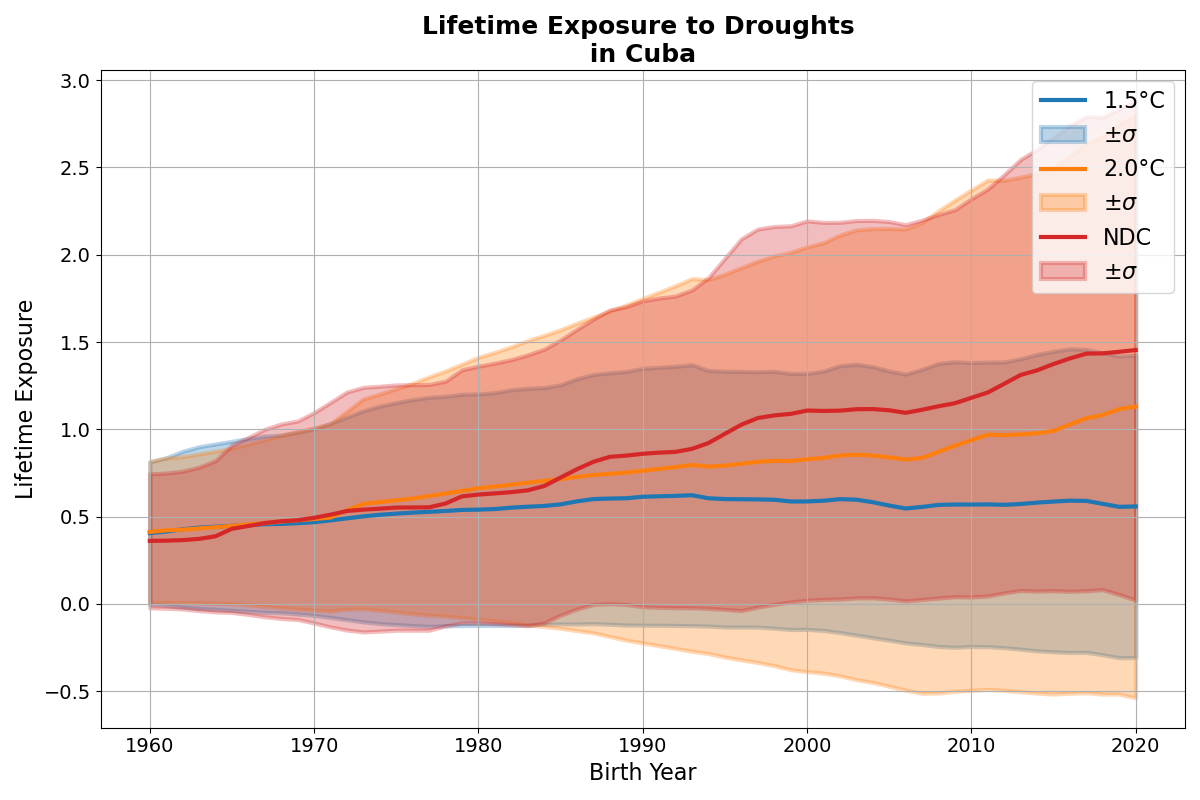 Lifetime Exposure to Droughts
in Cuba
Lifetime Exposure
3.0
2.5
2.0
1.5
1.0
0.5
0.0
−0.5
1960
1970
1980
1990
2000
2010
2020
Birth Year
1.5°C
±σ
2.0°C
±σ
NDC
±σ